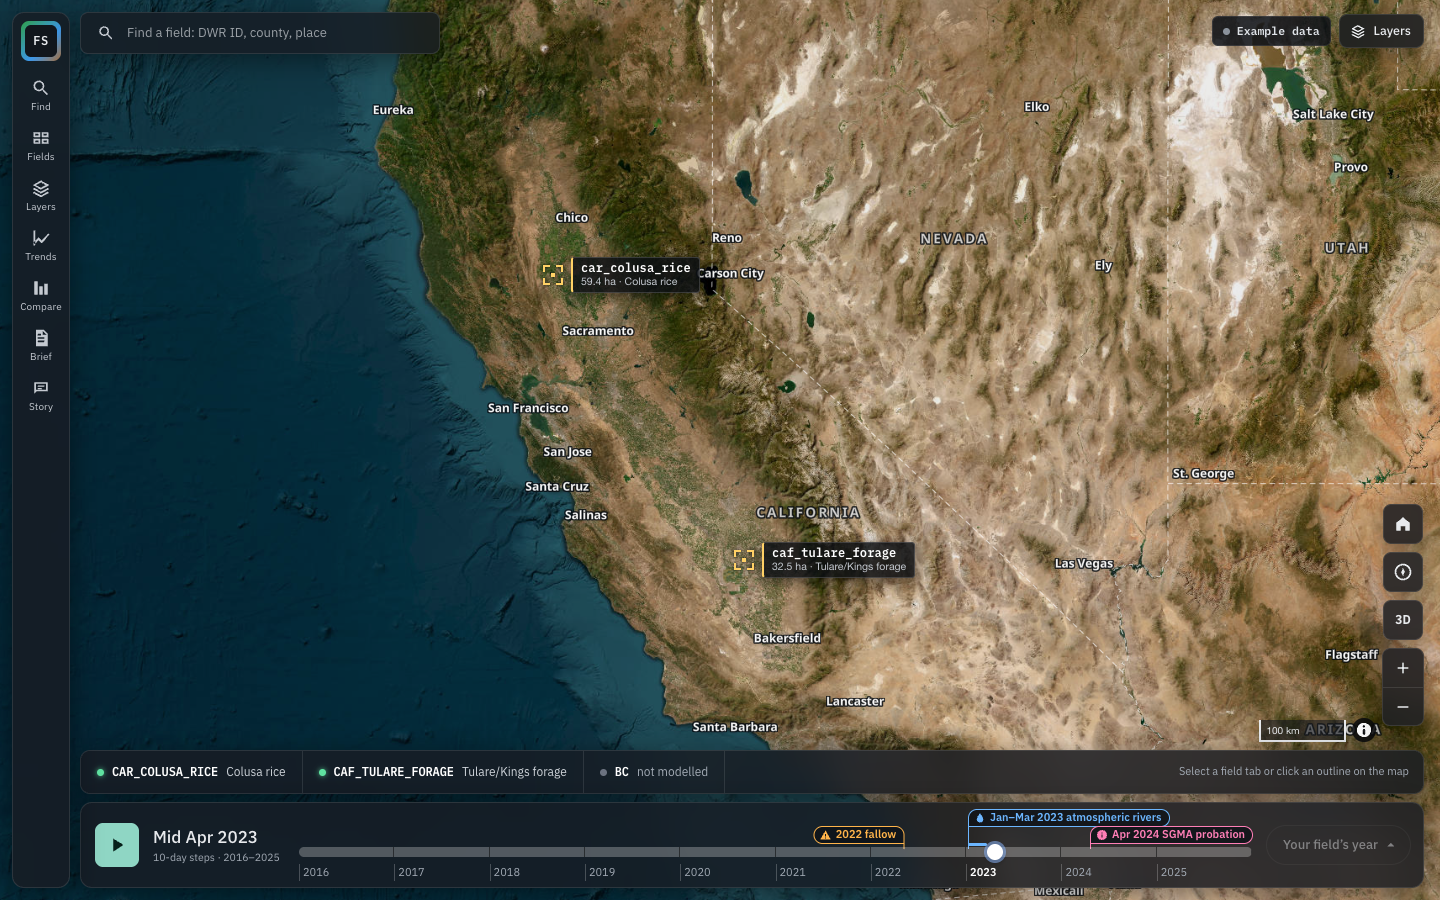 FS
Find a field: DWR ID, county, place
Example data
Layers
Find
Fields
Layers
Trends
Compare
Brief
Story
Eureka
Elko
Salt Lake City
Provo
Chico
Reno
NEVADA
UTAH
car_colusa_rice
59.4 ha · Colusa rice
Carson City
Ely
Sacramento
San Francisco
San Jose
St. George
Santa Cruz
Salinas
CALIFORNIA
caf_tulare_forage
32.5 ha · Tulare/Kings forage
Las Vegas
3D
Bakersfield
Flagstaff
Lancaster
Santa Barbara
100 km
CAR_COLUSA_RICE Colusa rice
CAF_TULARE_FORAGE Tulare/Kings forage
BC not modelled
Select a field tab or click an outline on the map
Mid Apr 2023
10-day steps · 2016–2025
Jan–Mar 2023 atmospheric rivers
2022 fallow
Apr 2024 SGMA probation
Your field's year
2016
2017
2018
2019
2020
2021
2022
2023
2024
2025
Mexicali